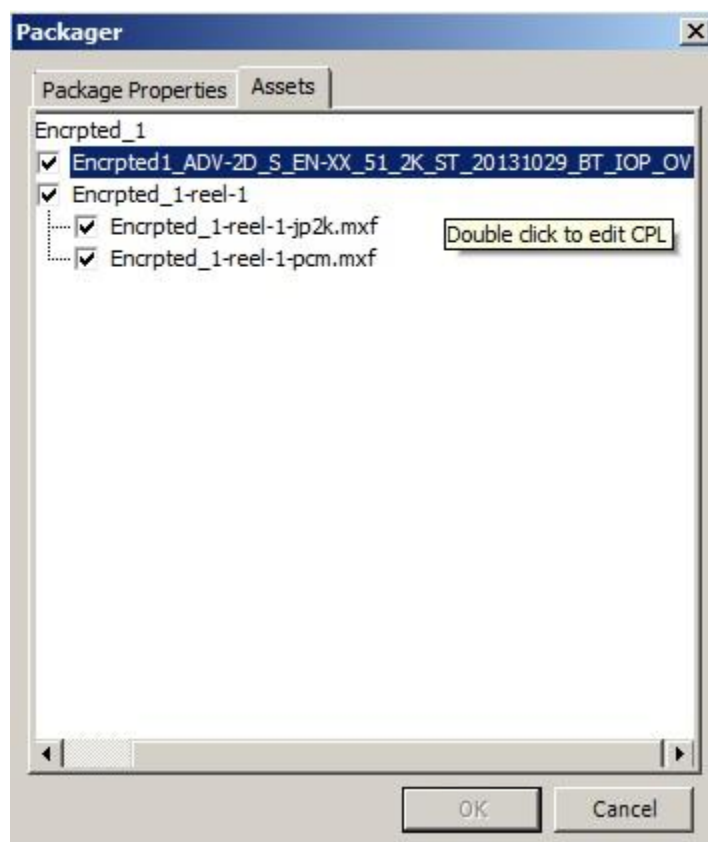 Packager
Package Properties Assets
Encrpted_1
Encrpted1_ADV-2D_S_EN-XX_51_2K_ST_20131029_BT_IOP_OV
Encrpted_1-reel-1
Encrpted_1-reel-1-jp2k.mxf
Double click to edit CPL
Encrpted_1-reel-1-pcm.mxf
OK Cancel